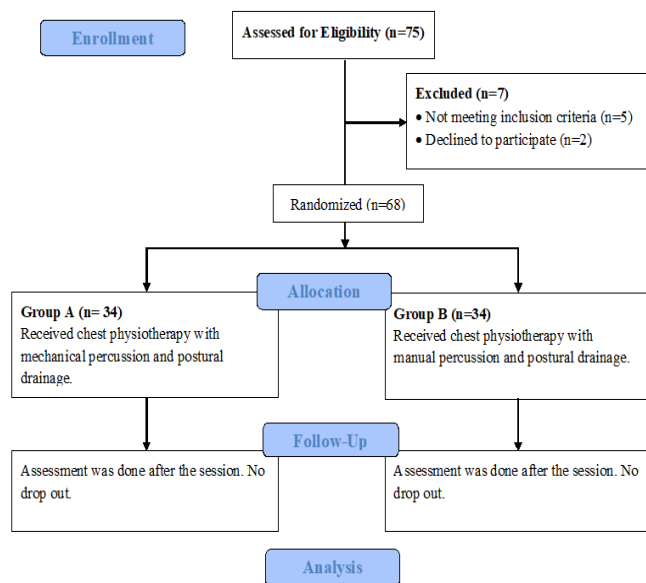 Enrollment
Assessed for Eligibility (n=75)
Excluded (n=7)
• Not meeting inclusion criteria (n=5)
• Declined to participate (n=2)
Randomized (n=68)
Allocation
Group A (n= 34)
Received chest physiotherapy with
mechanical percussion and postural
drainage.
Group B (n=34)
Received chest physiotherapy with
manual percussion and postural drainage.
Follow-Up
Assessment was done after the session. No
drop out.
Assessment was done after the session. No
drop out.
Analysis